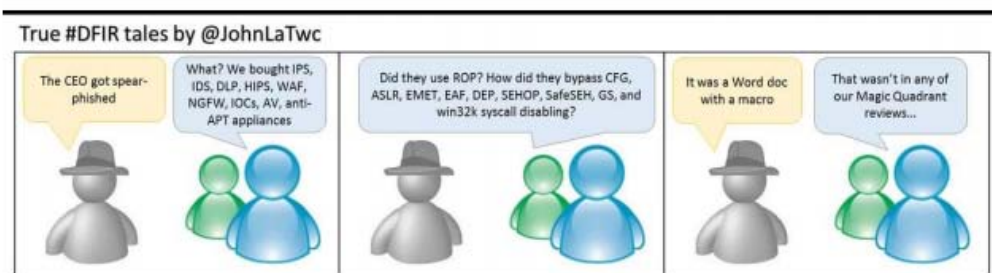 True #DFIR tales by @JohnLaTwc
The CEO got spear-
phished
What? We bought IPS,
IDS, DLP, HIPS, WAF,
NGFW, IOCs, AV, anti-
APT appliances
Did they use ROP? How did they bypass CFG,
ASLR, EMET, EAF, DEP, SEHOP, SafeSEH, GS, and
win32k syscall disabling?
It was a Word doc
with a macro
That wasn't in any of
our Magic Quadrant
reviews...